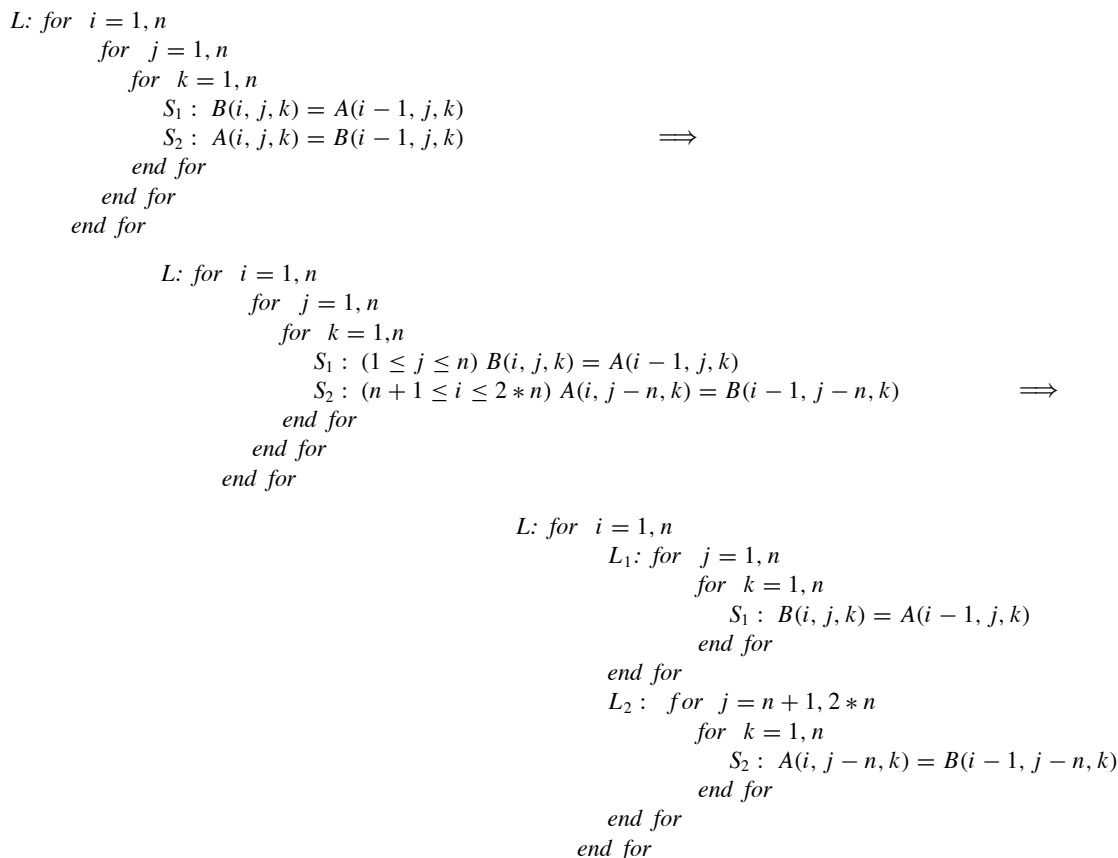 L: for i = 1, n
for j = 1, n
for k = 1, n
S₁ : B(i, j, k) = A(i − 1, j, k)
S₂ : A(i, j, k) = B(i − 1, j, k) ⟹
end for
end for
end for
L: for i = 1, n
for j = 1, n
for k = 1,n
S₁ : (1 ≤ j ≤ n) B(i, j, k) = A(i − 1, j, k)
S₂ : (n + 1 ≤ i ≤ 2 ∗ n) A(i, j − n, k) = B(i − 1, j − n, k) ⟹
end for
end for
end for
L: for i = 1, n
L₁: for j = 1, n
for k = 1, n
S₁ : B(i, j, k) = A(i − 1, j, k)
end for
end for
L₂ : for j = n + 1, 2 ∗ n
for k = 1, n
S₂ : A(i, j − n, k) = B(i − 1, j − n, k)
end for
end for
end for